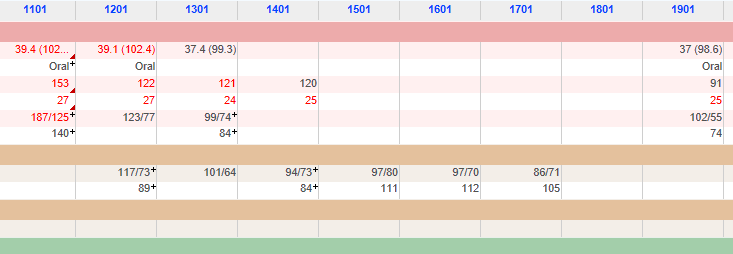 1101 1201 1301 1401 1501 1601 1701 1801 1901
39.4 (102... 39.1 (102.4) 37.4 (99.3) 37 (98.6)
Oral+ Oral Oral
153 122 121 120 91
27 27 24 25 25
187/125+ 123/77 99/74+ 102/55
140+ 84+ 74
117/73+ 101/64 94/73+ 97/80 97/70 86/71
89+ 84+ 111 112 105